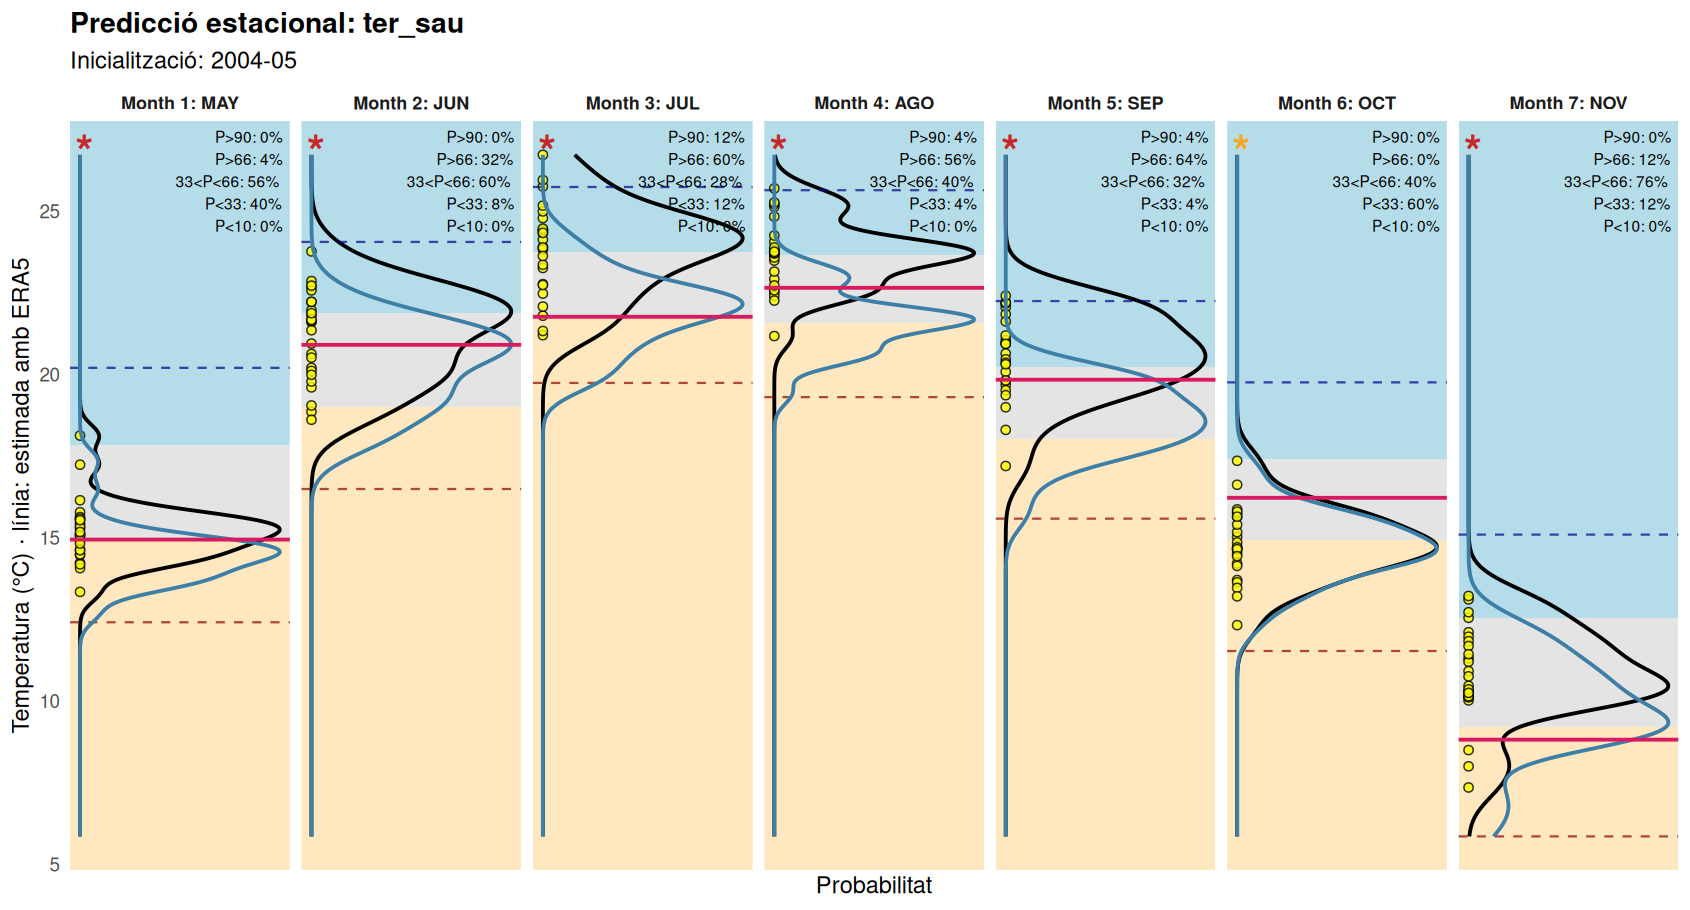 Predicció estacional: ter_sau
Inicialització: 2004-05
Month 1: MAY
Month 2: JUN
Month 3: JUL
Month 4: AGO
Month 5: SEP
Month 6: OCT
Month 7: NOV
*
P>90: 0%
P>66: 4%
33<P<66: 56%
P<33: 40%
P<10: 0%
*
P>90: 0%
P>66: 32%
33<P<66: 60%
P<33: 8%
P<10: 0%
*
P>90: 12%
P>66: 60%
33<P<66: 28%
P<33: 12%
P<10: 0%
*
P>90: 4%
P>66: 56%
33<P<66: 40%
P<33: 4%
P<10: 0%
*
P>90: 4%
P>66: 64%
33<P<66: 32%
P<33: 4%
P<10: 0%
*
P>90: 0%
P>66: 0%
33<P<66: 40%
P<33: 60%
P<10: 0%
*
P>90: 0%
P>66: 12%
33<P<66: 76%
P<33: 12%
P<10: 0%
25
20
15
10
5
Temperatura (°C) · línia: estimada amb ERA5
Probabilitat